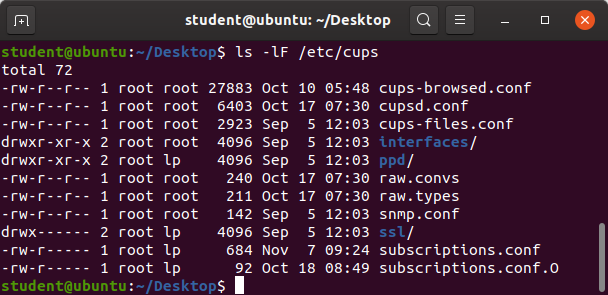 student@ubuntu: ~/Desktop
student@ubuntu:~/Desktop$ ls -lF /etc/cups
total 72
-rw-r--r-- 1 root root 27883 Oct 10 05:48 cups-browsed.conf
-rw-r--r-- 1 root root  6403 Oct 17 07:30 cupsd.conf
-rw-r--r-- 1 root root  2923 Sep  5 12:03 cups-files.conf
drwxr-xr-x 2 root root  4096 Sep  5 12:03 interfaces/
drwxr-xr-x 2 root lp    4096 Sep  5 12:03 ppd/
-rw-r--r-- 1 root root   240 Oct 17 07:30 raw.convs
-rw-r--r-- 1 root root   211 Oct 17 07:30 raw.types
-rw-r--r-- 1 root root   142 Sep  5 12:03 snmp.conf
drwx------ 2 root lp    4096 Sep  5 12:03 ssl/
-rw-r----- 1 root lp     684 Nov  7 09:24 subscriptions.conf
-rw-r----- 1 root lp      92 Oct 18 08:49 subscriptions.conf.O
student@ubuntu:~/Desktop$